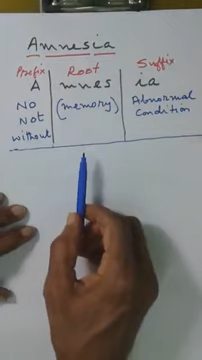 Amnesia
Prefix Root Suffix
A mnes ia
No (memory) Abnormal
Not Condition
without